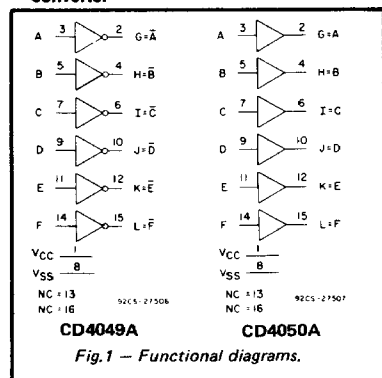 A 3 2 G=A̅
B 5 4 H=B̅
C 7 6 I=C̅
D 9 10 J=D̅
E 11 12 K=E̅
F 14 15 L=F̅
VCC 1
VSS 8
NC = 13
NC = 16
92CS-27506
CD4049A
A 3 2 G=A
B 5 4 H=B
C 7 6 I=C
D 9 10 J=D
E 11 12 K=E
F 14 15 L=F
VCC 1
VSS 8
NC = 13
NC = 16
92CS-27507
CD4050A
Fig. 1 — Functional diagrams.